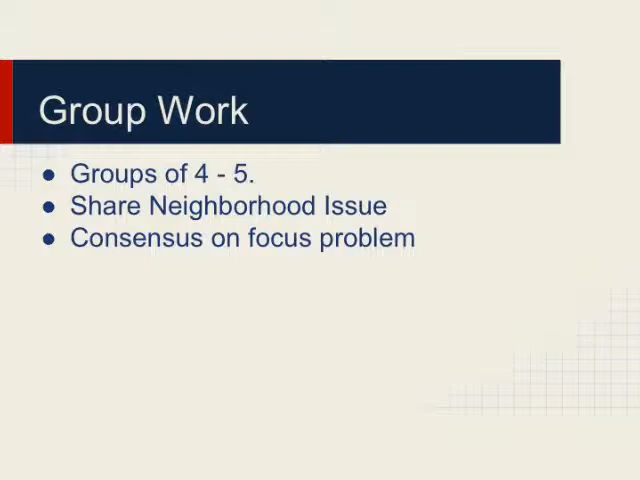 Group Work
● Groups of 4 - 5.
● Share Neighborhood Issue
● Consensus on focus problem